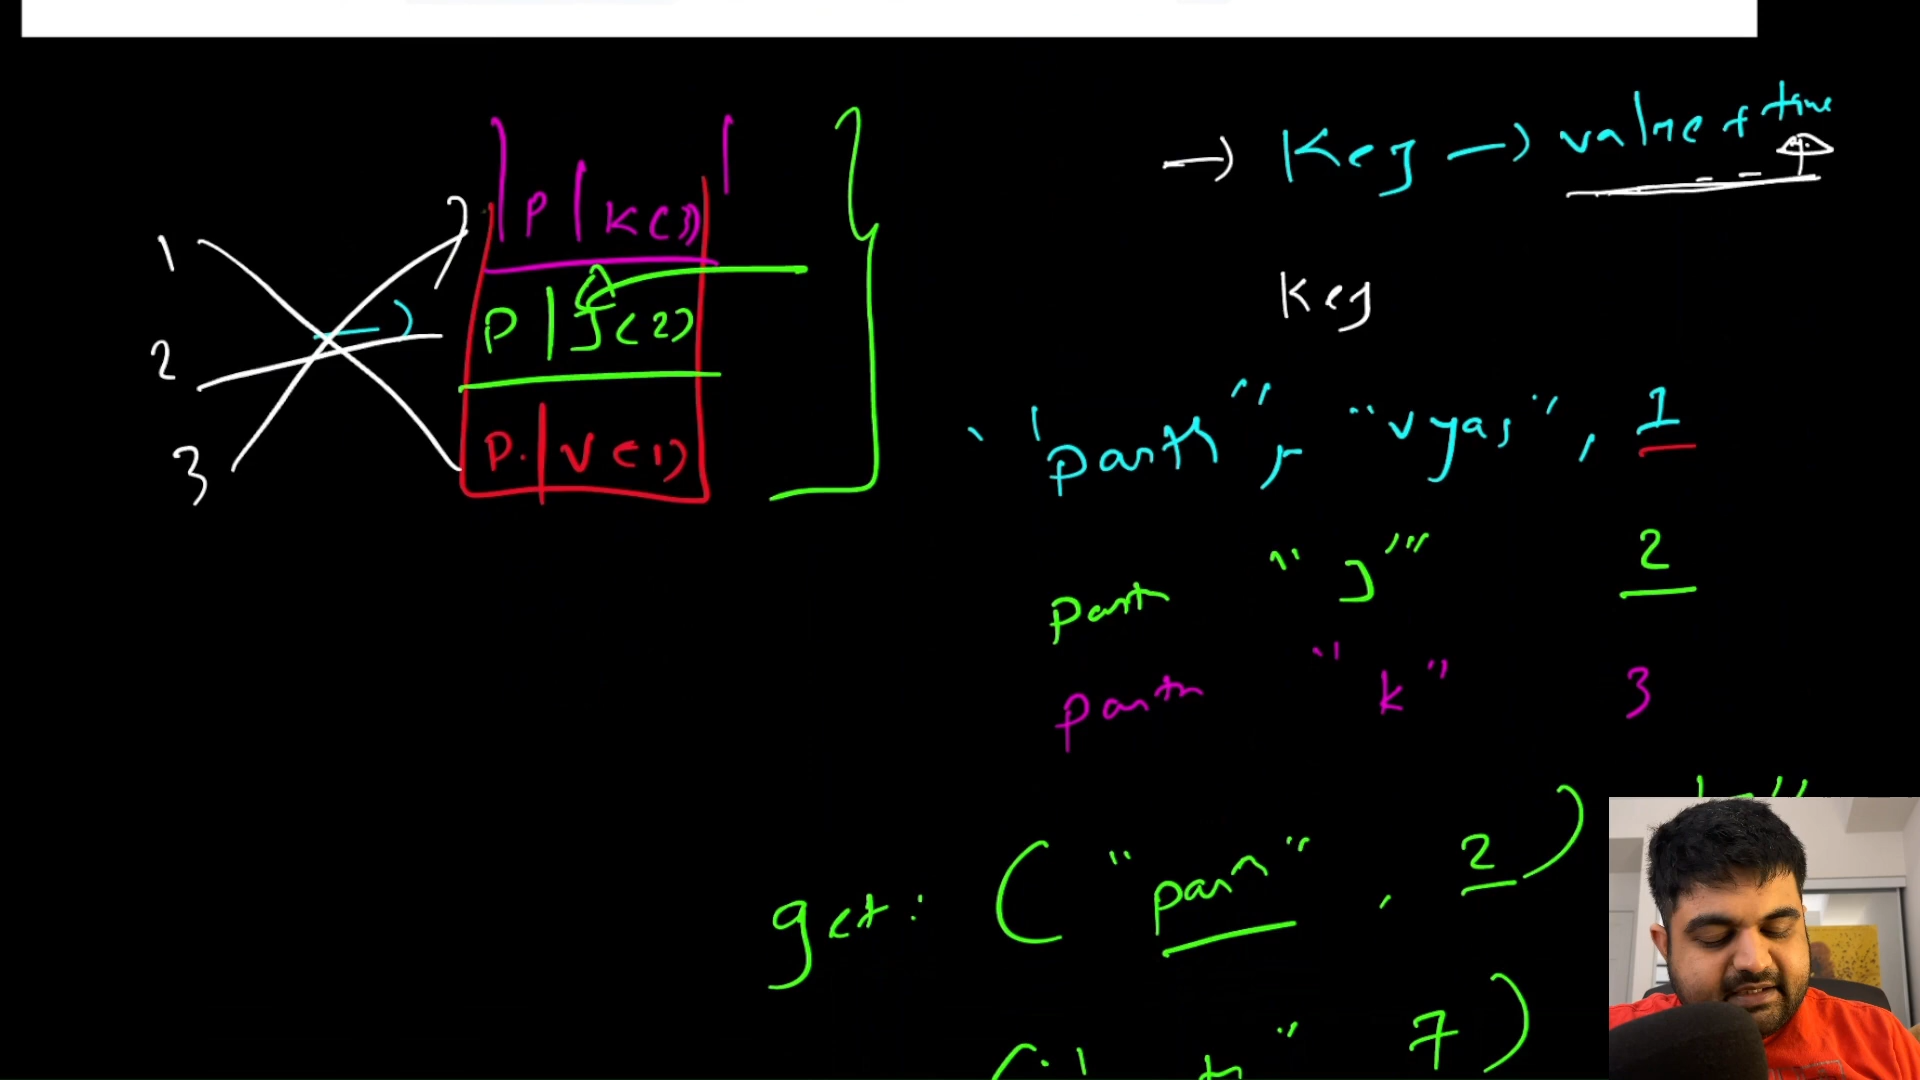 → Key → value + time
P | K(3)
1
2
3
P | J(2)
P. | V(1)
Key
"parth", "vyas", 1
parth "J" 2
parth "k" 3
get: ("parth", 2)
" 7)